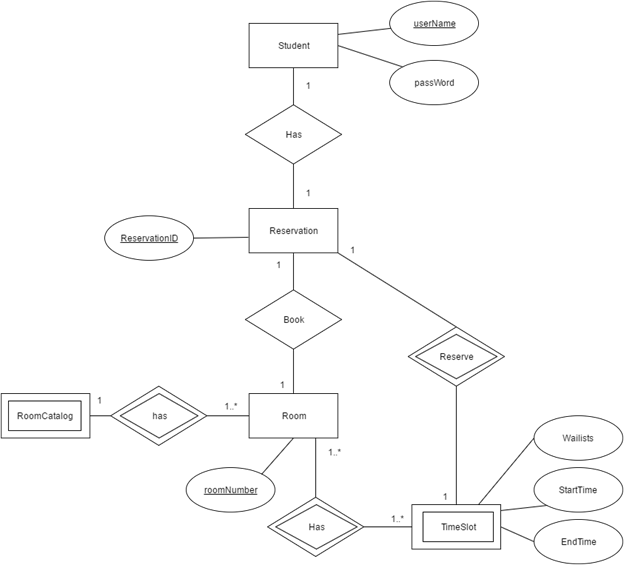 userName
Student
passWord
1
Has
1
ReservationID
Reservation
1
1
Book
Reserve
1
1
1..*
RoomCatalog
has
Room
Wailists
1..*
roomNumber
StartTime
1
1..*
Has
TimeSlot
EndTime